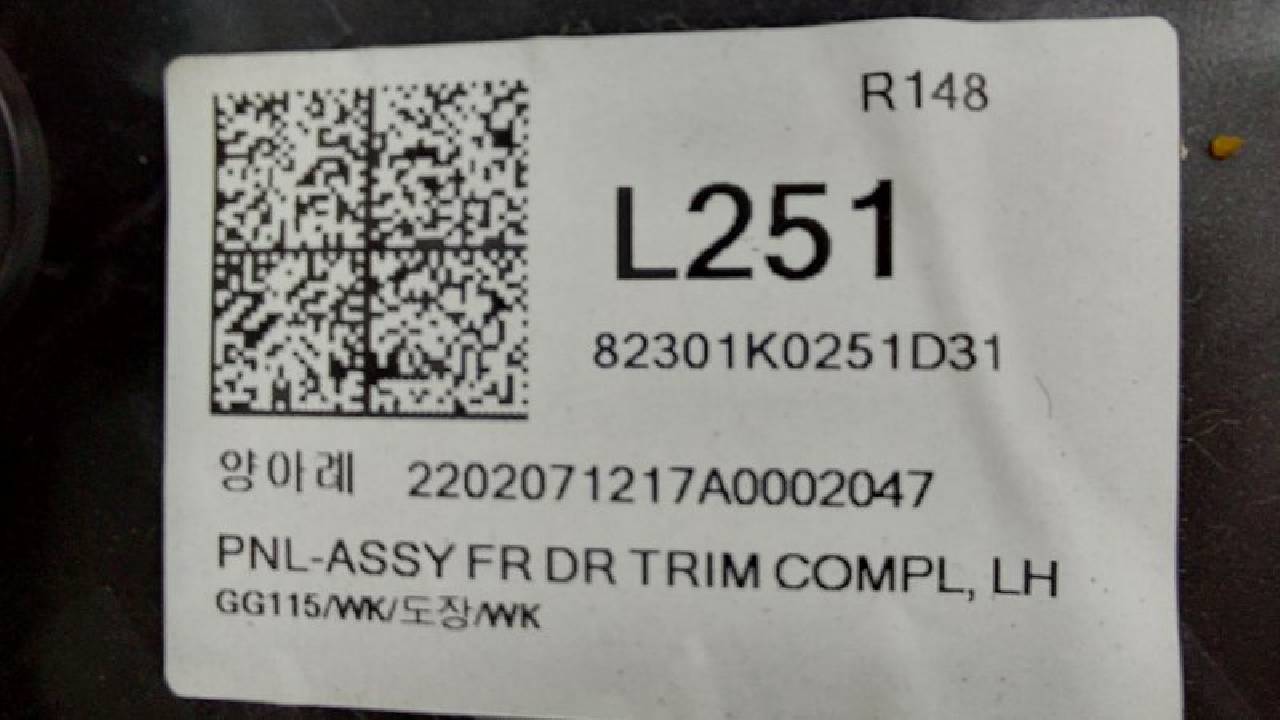 R148
L251
82301K0251D31
양아레 2202071217A0002047
PNL-ASSY FR DR TRIM COMPL, LH
GG115/WK/도장/WK